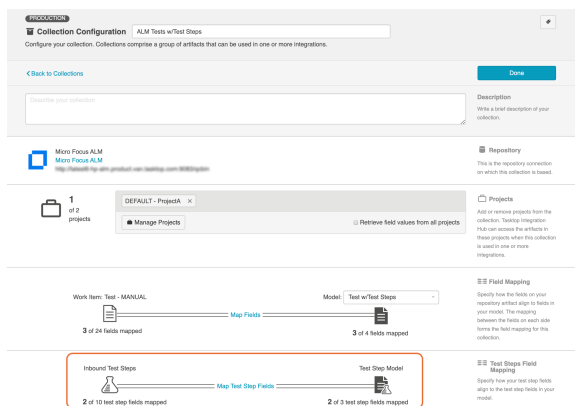 PRODUCTION
Collection Configuration ALM Tests w/Test Steps
Configure your collection. Collections comprise a group of artifacts that can be used in one or more integrations.
Back to Collections
Done
Describe your collection
Description
Write a brief description of your
collection.
Micro Focus ALM
Micro Focus ALM
Repository
This is the repository connection
on which this collection is based.
1
of 2
projects
DEFAULT - ProjectA ×
Manage Projects
Retrieve field values from all projects
Projects
Add or remove projects from the
collection. Tasktop Integration
Hub can access the artifacts in
these projects when this collection
is used in one or more
integrations.
Work Item: Test - MANUAL
Model: Test w/Test Steps
Map Fields
3 of 24 fields mapped
3 of 4 fields mapped
Field Mapping
Specify how the fields on your
repository artifact align to fields in
your model. The mapping
between the fields on each side
forms the field mapping for this
collection.
Inbound Test Steps
Test Step Model
Map Test Step Fields
2 of 10 test step fields mapped
2 of 3 test step fields mapped
Test Steps Field
Mapping
Specify how your test step fields
align to the test step fields in your
model.